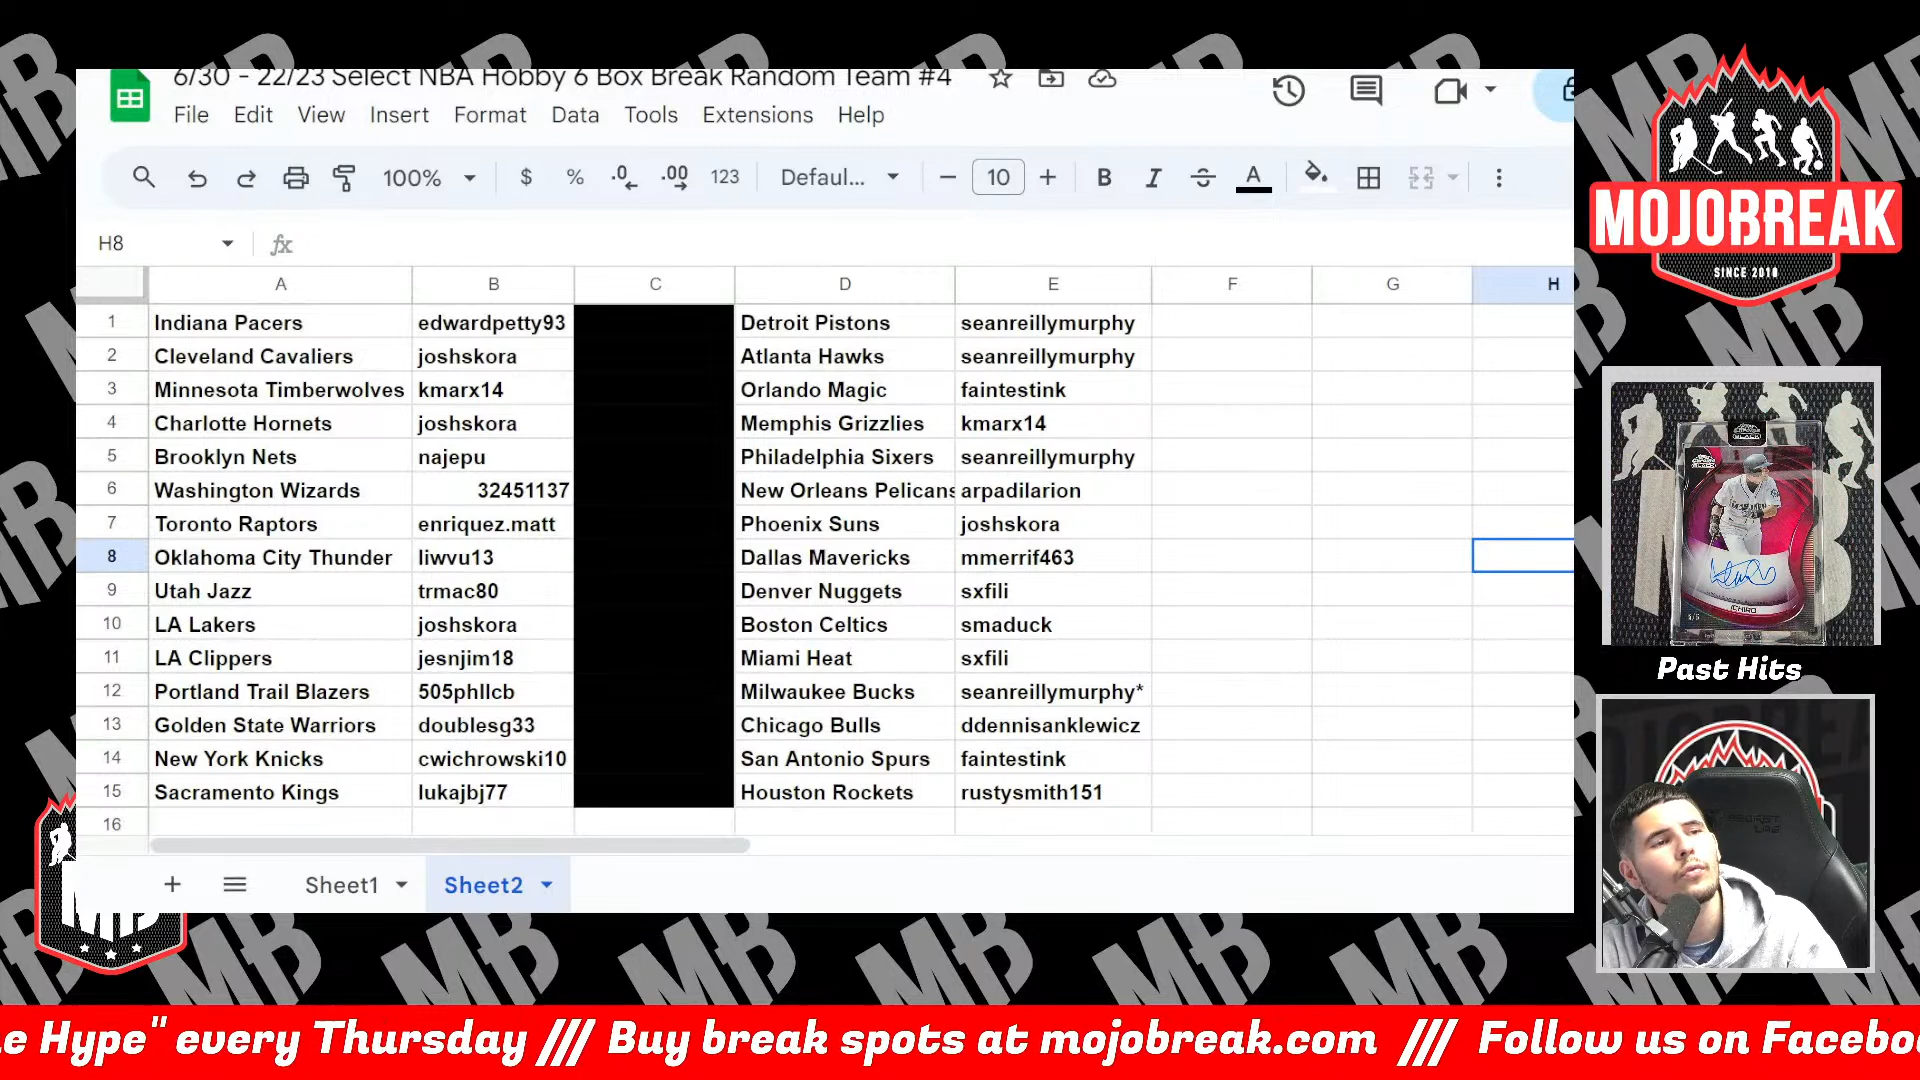 6/30 - 22/23 Select NBA Hobby 6 Box Break Random Team #4
File Edit View Insert Format Data Tools Extensions Help
100% $ % .0 .00 123 Defaul... 10 B I S A
H8 fx
A B C D E F G H
1 Indiana Pacers edwardpetty93 Detroit Pistons seanreillymurphy
2 Cleveland Cavaliers joshskora Atlanta Hawks seanreillymurphy
3 Minnesota Timberwolves kmarx14 Orlando Magic faintestink
4 Charlotte Hornets joshskora Memphis Grizzlies kmarx14
5 Brooklyn Nets najepu Philadelphia Sixers seanreillymurphy
6 Washington Wizards 32451137 New Orleans Pelicans arpadilarion
7 Toronto Raptors enriquez.matt Phoenix Suns joshskora
8 Oklahoma City Thunder liwvu13 Dallas Mavericks mmerrif463
9 Utah Jazz trmac80 Denver Nuggets sxfili
10 LA Lakers joshskora Boston Celtics smaduck
11 LA Clippers jesnjim18 Miami Heat sxfili
12 Portland Trail Blazers 505phllcb Milwaukee Bucks seanreillymurphy*
13 Golden State Warriors doublesg33 Chicago Bulls ddennisanklewicz
14 New York Knicks cwichrowski10 San Antonio Spurs faintestink
15 Sacramento Kings lukajbj77 Houston Rockets rustysmith151
16
Sheet1 Sheet2
MOJOBREAK
SINCE 2010
ICHIRO
Past Hits
e Hype" every Thursday /// Buy break spots at mojobreak.com /// Follow us on Facebo